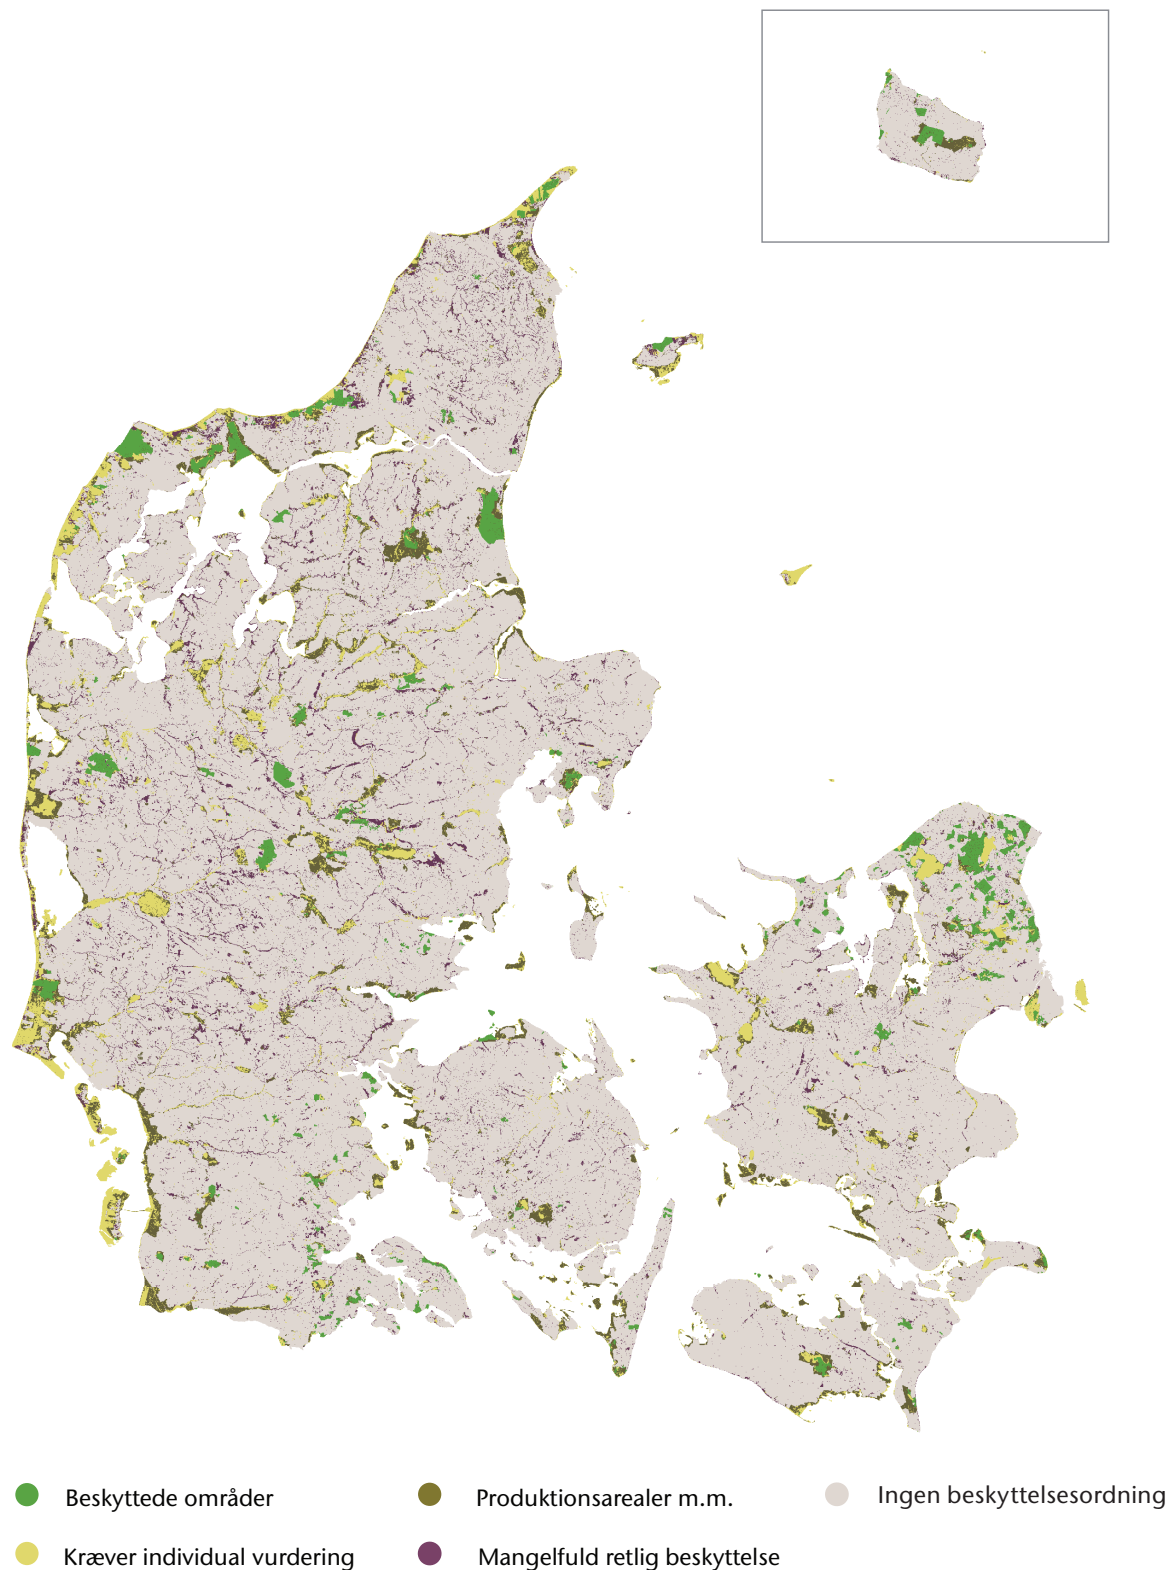 Beskyttede områder
Produktionsarealer m.m.
Ingen beskyttelsesordning
Kræver individual vurdering
Mangelfuld retlig beskyttelse